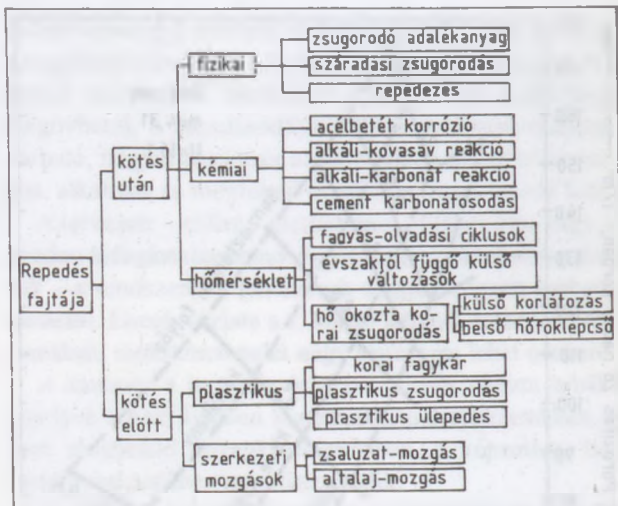 Repedés
fajtája
kötés
után
fizikai
zsugorodó adalékanyag
száradási zsugorodás
repedezés
kémiai
acélbetét korrózió
alkáli-kovasav reakció
alkáli-karbonát reakció
cement karbonátosodás
hőmérséklet
fagyás-olvadási ciklusok
évszaktól függő külső
változások
hő okozta ko-
rai zsugorodás
külső korlátozás
belső hőfoklépcső
kötés
előtt
plasztikus
korai fagykár
plasztikus zsugorodás
plasztikus ülepedés
szerkezeti
mozgások
zsaluzat-mozgás
altalaj-mozgás